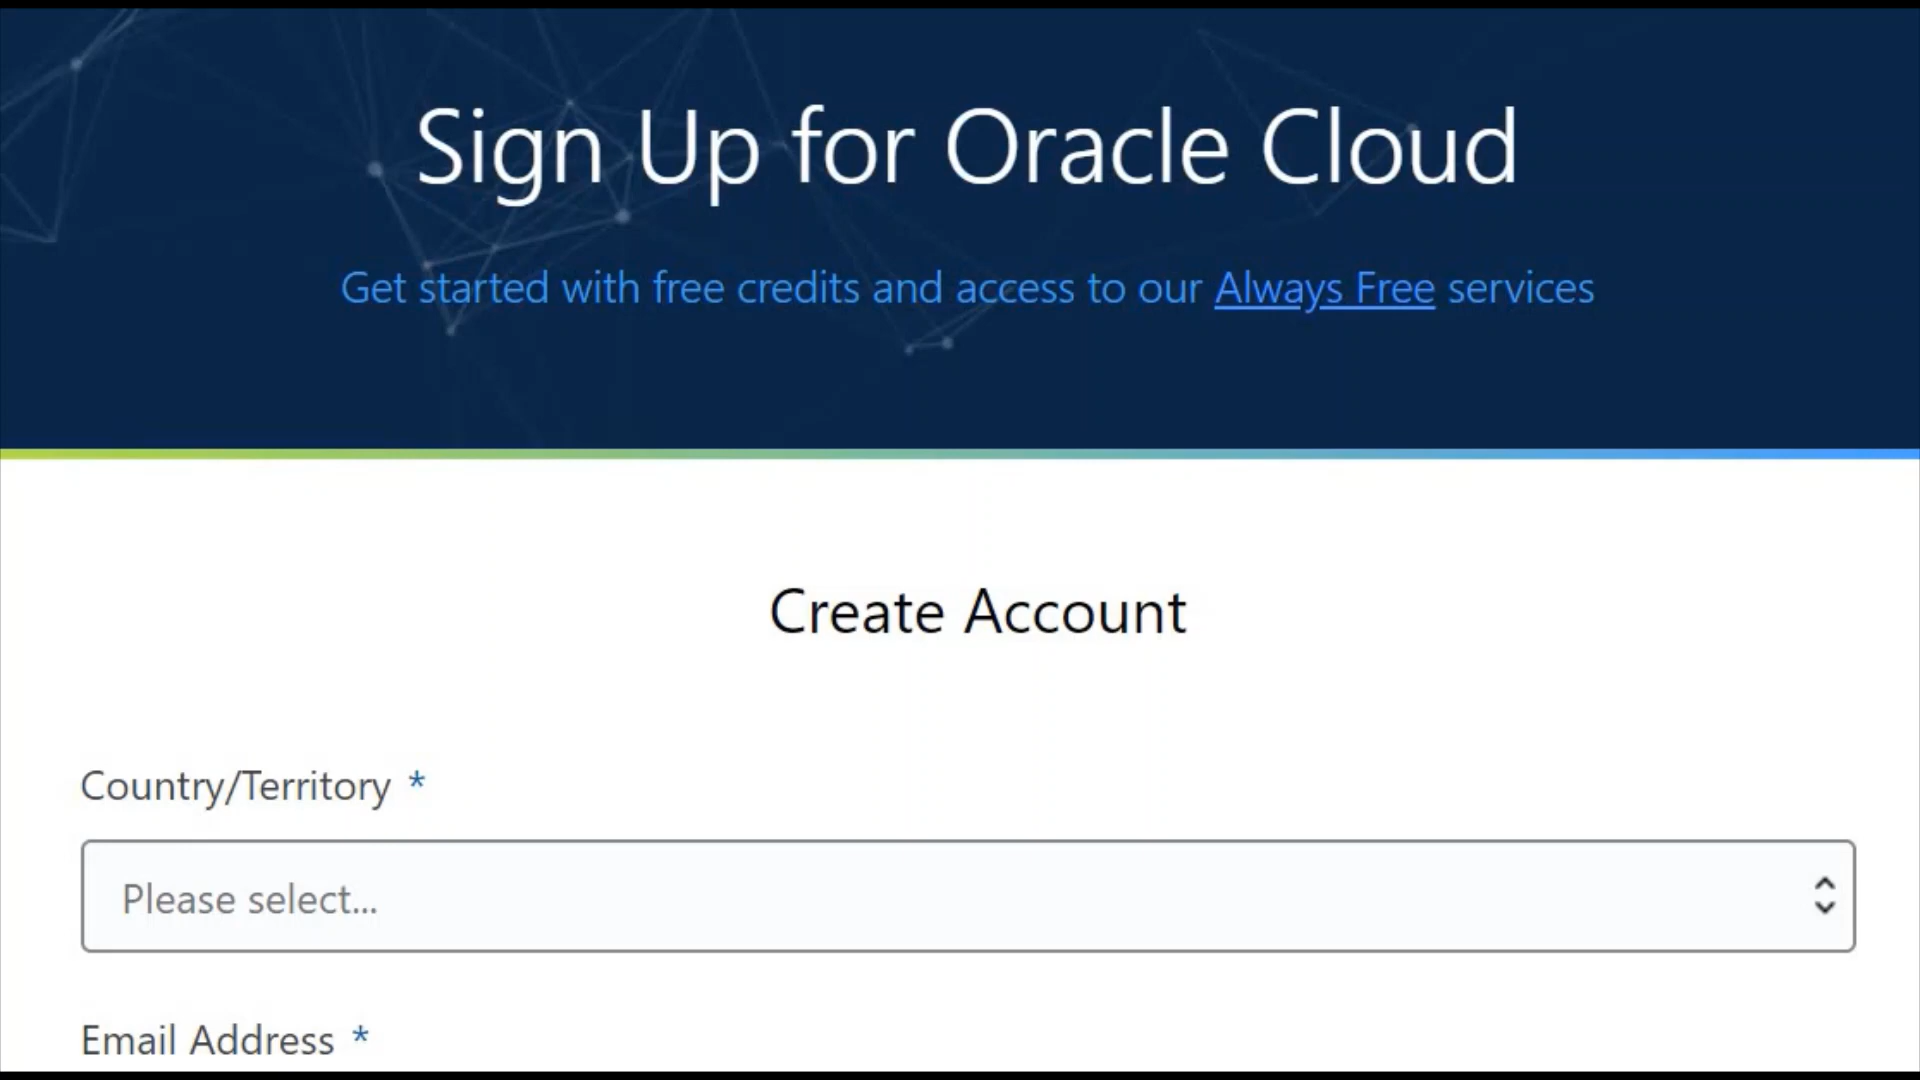 Sign Up for Oracle Cloud
Get started with free credits and access to our Always Free services
Create Account
Country/Territory *
Please select...
Email Address *